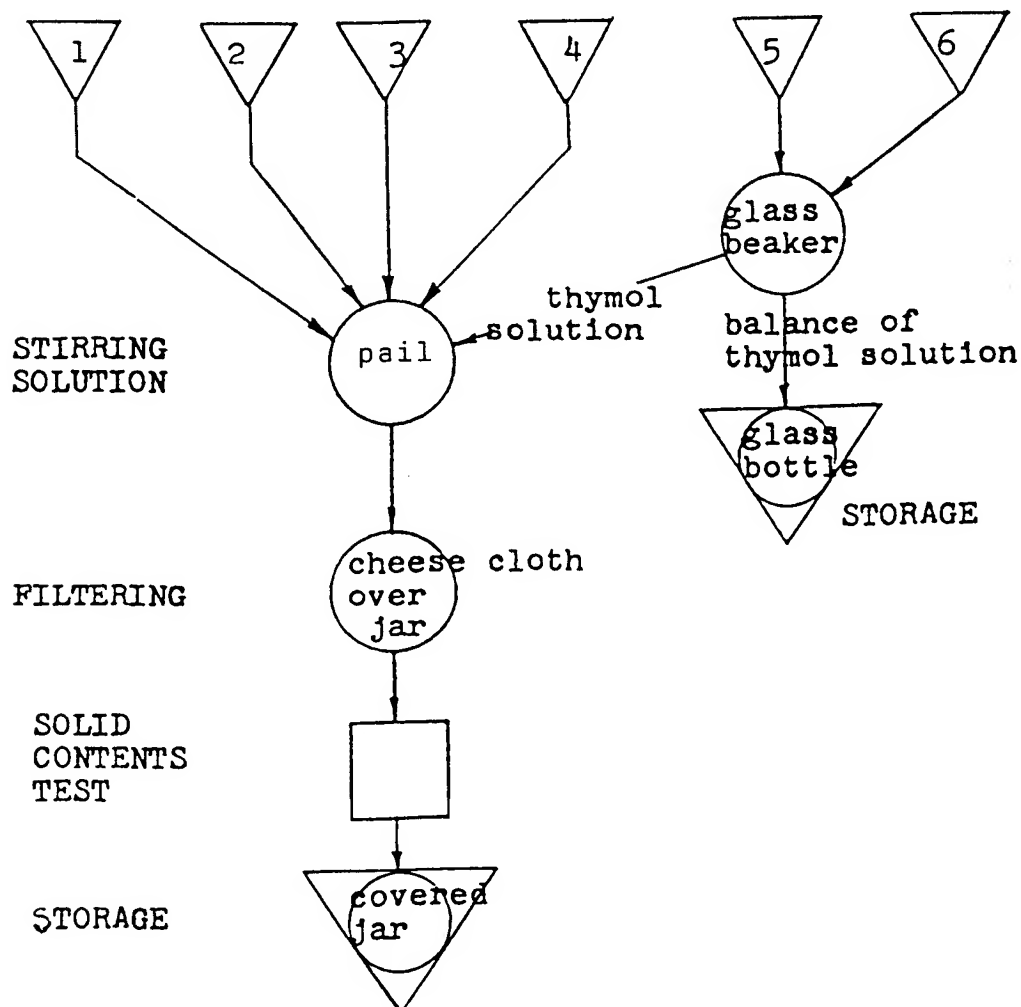 1 2 3 4 5 6
glass
beaker
thymol
solution
balance of
thymol solution
STIRRING
SOLUTION
pail
glass
bottle
STORAGE
FILTERING
cheese cloth
over
jar
SOLID
CONTENTS
TEST
STORAGE
covered
jar